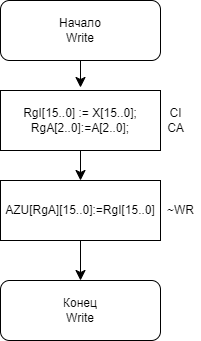 Начало
Write
RgI[15..0] := X[15..0];
CI
RgA[2..0]:=A[2..0];
CA
AZU[RgA][15..0]:=RgI[15..0]
~WR
Конец
Write